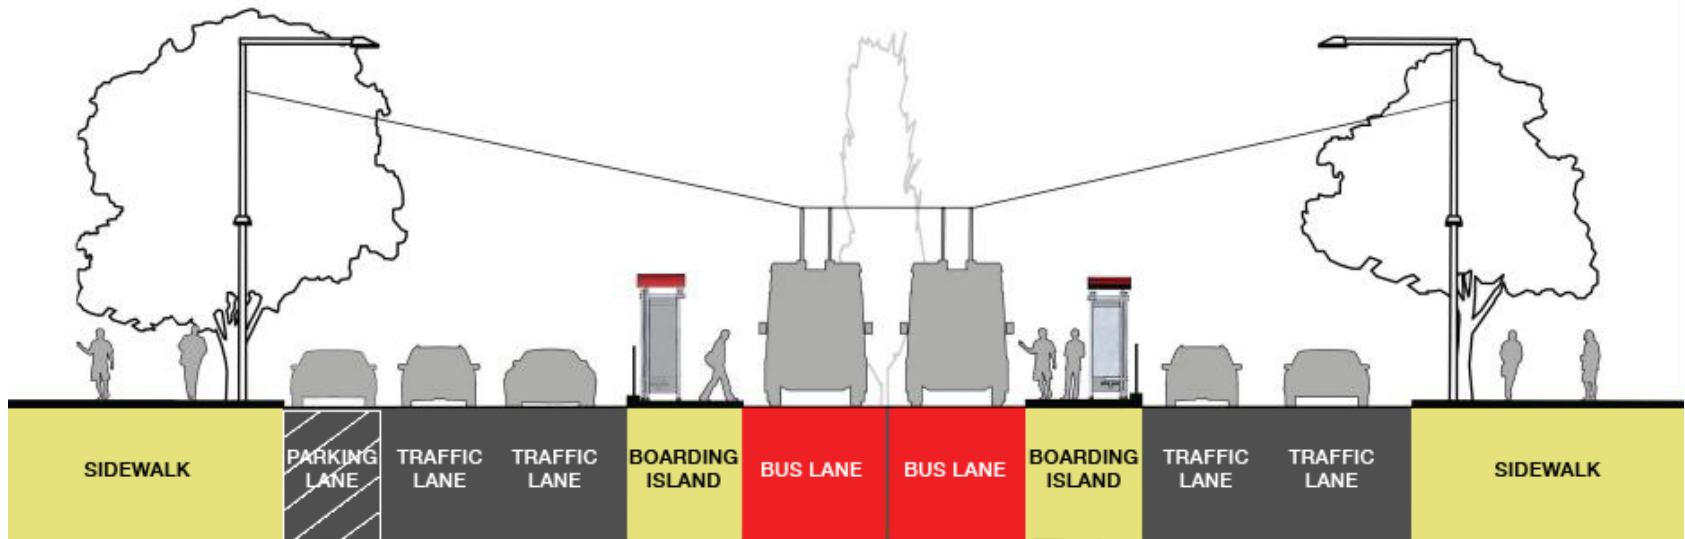 SIDEWALK
PARKING
LANE
TRAFFIC
LANE
TRAFFIC
LANE
BOARDING
ISLAND
BUS LANE
BUS LANE
BOARDING
ISLAND
TRAFFIC
LANE
TRAFFIC
LANE
SIDEWALK